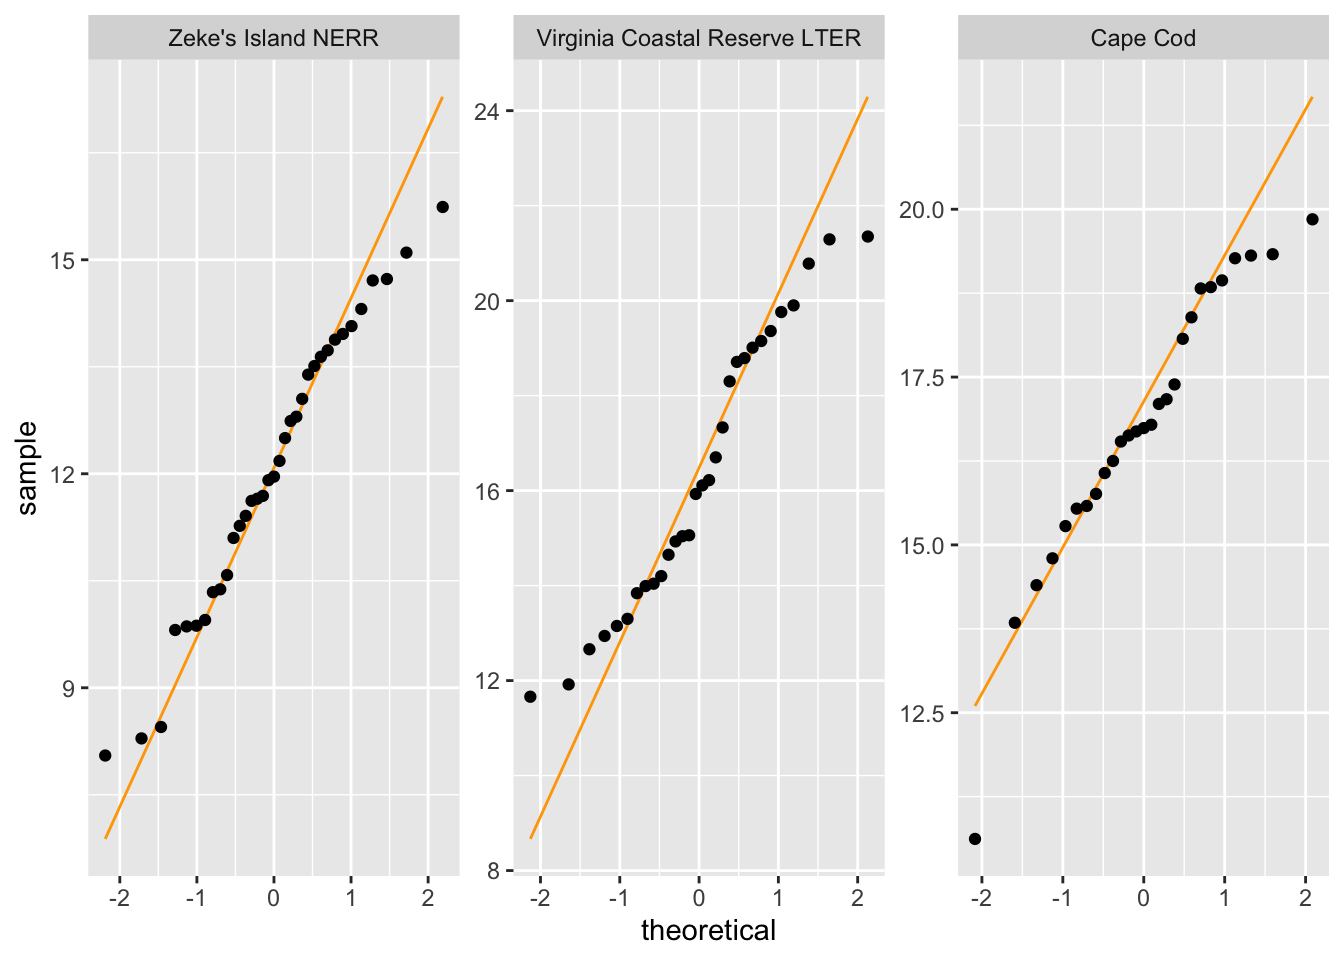 Zeke's Island NERR
Virginia Coastal Reserve LTER
Cape Cod
sample
15
12
9
24
20
16
12
8
20.0
17.5
15.0
12.5
-2 -1 0 1 2
-2 -1 0 1 2
-2 -1 0 1 2
theoretical